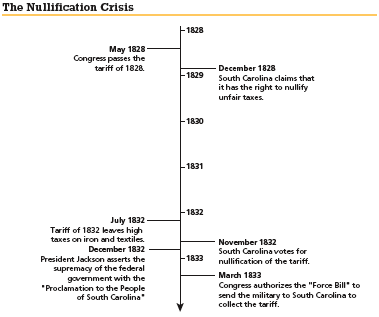 The Nullification Crisis
1828
May 1828
Congress passes the
tariff of 1828.
December 1828
South Carolina claims that
it has the right to nullify
unfair taxes.
1829
1830
1831
1832
July 1832
Tariff of 1832 leaves high
taxes on iron and textiles.
November 1832
South Carolina votes for
nullification of the tariff.
December 1832
President Jackson asserts the
supremacy of the federal
government with the
"Proclamation to the People
of South Carolina"
1833
March 1833
Congress authorizes the "Force Bill" to
send the military to South Carolina to
collect the tariff.